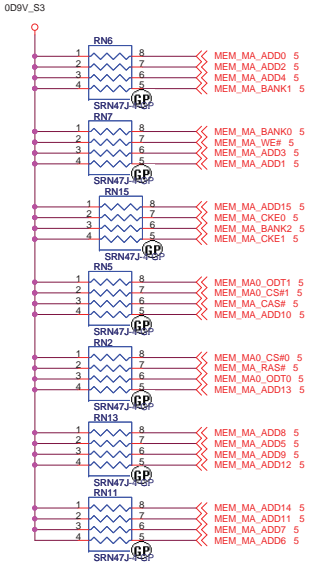 0D9V_S3
RN6
1 8 MEM_MA_ADD0 5
2 7 MEM_MA_ADD2 5
3 6 MEM_MA_ADD4 5
4 5 MEM_MA_BANK1 5
SRN47J-4-GP
GP
RN7
1 8 MEM_MA_BANK0 5
2 7 MEM_MA_WE# 5
3 6 MEM_MA_ADD3 5
4 5 MEM_MA_ADD1 5
SRN47J-4-GP
GP
RN15
1 8 MEM_MA_ADD15 5
2 7 MEM_MA_CKE0 5
3 6 MEM_MA_BANK2 5
4 5 MEM_MA_CKE1 5
SRN47J-4-GP
GP
RN5
1 8 MEM_MA0_ODT1 5
2 7 MEM_MA0_CS#1 5
3 6 MEM_MA_CAS# 5
4 5 MEM_MA_ADD10 5
SRN47J-4-GP
GP
RN2
1 8 MEM_MA0_CS#0 5
2 7 MEM_MA_RAS# 5
3 6 MEM_MA0_ODT0 5
4 5 MEM_MA_ADD13 5
SRN47J-4-GP
GP
RN13
1 8 MEM_MA_ADD8 5
2 7 MEM_MA_ADD5 5
3 6 MEM_MA_ADD9 5
4 5 MEM_MA_ADD12 5
SRN47J-4-GP
GP
RN11
1 8 MEM_MA_ADD14 5
2 7 MEM_MA_ADD11 5
3 6 MEM_MA_ADD7 5
4 5 MEM_MA_ADD6 5
SRN47J-4-GP
GP